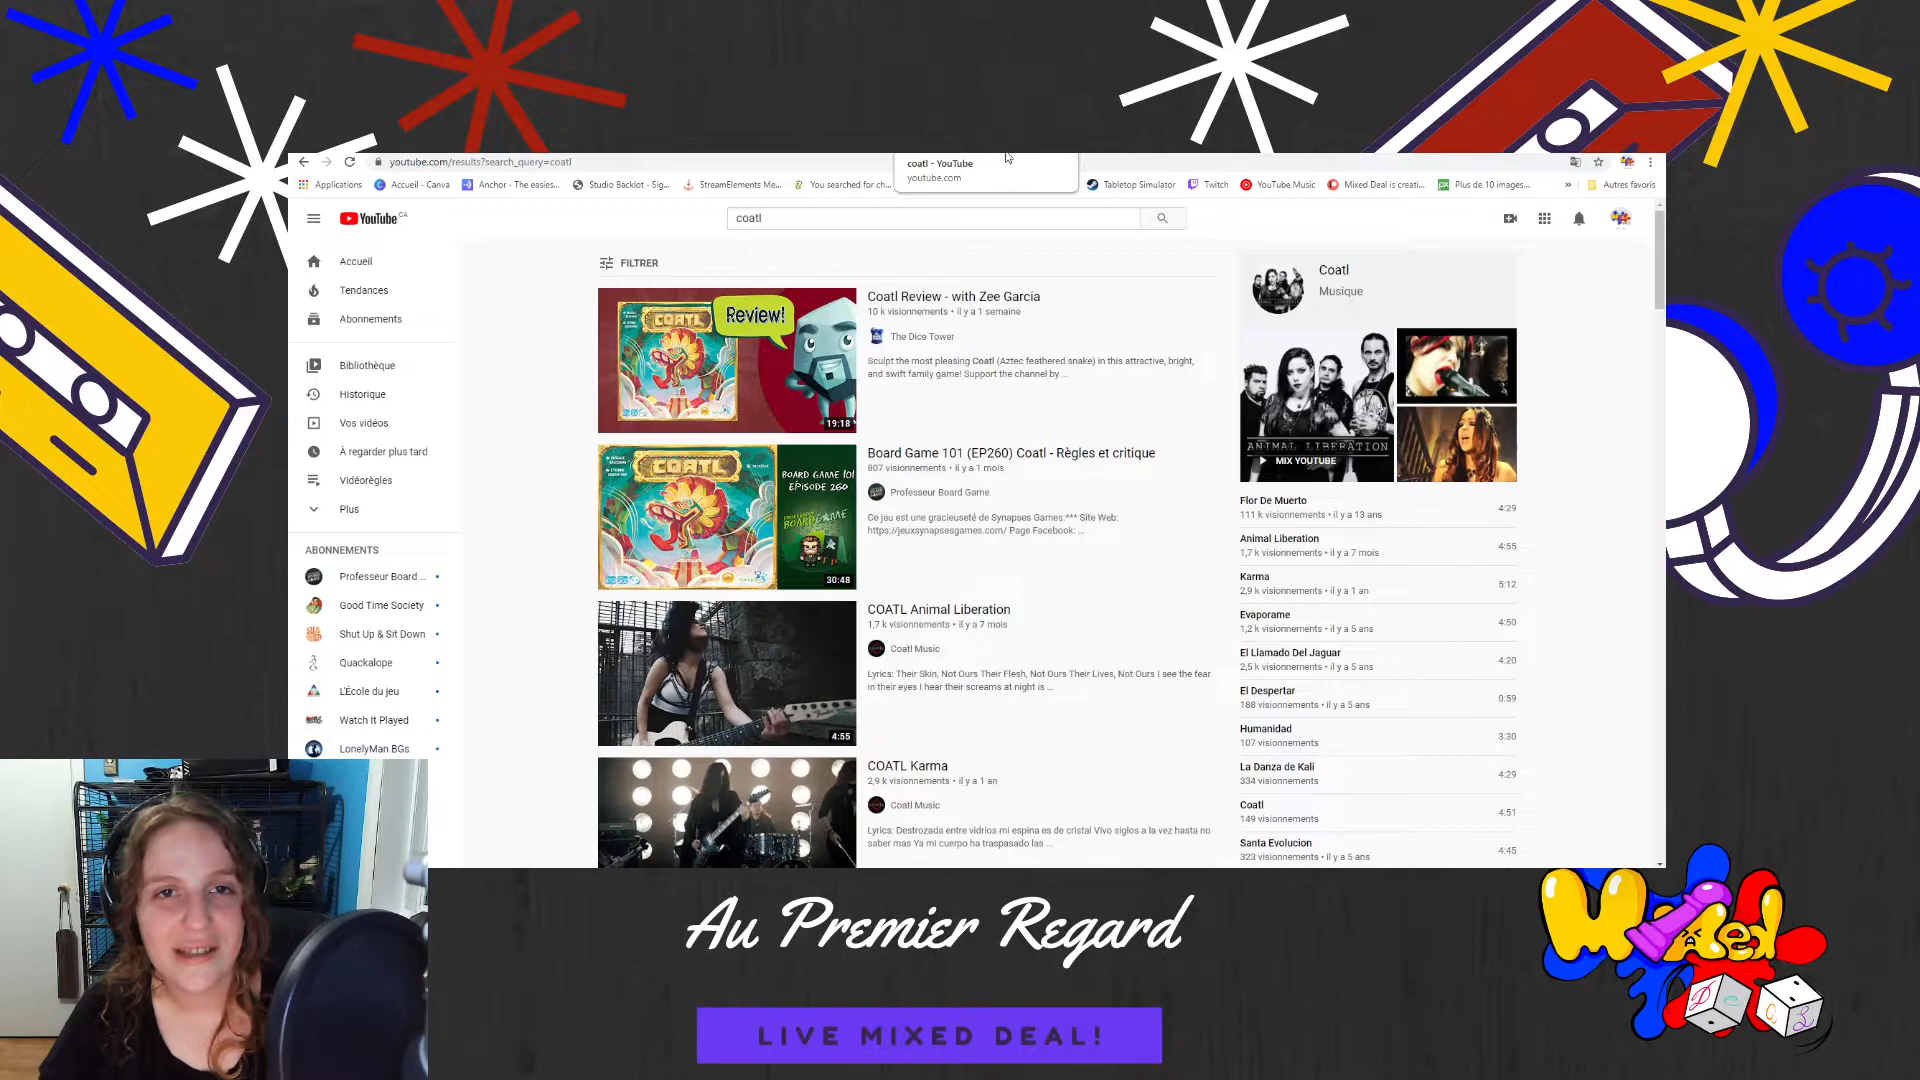 youtube.com/results?search_query=coatl
coatl - YouTube
youtube.com
Applications
Accueil - Canva
Anchor - The easies...
Studio Backlot - Sig...
StreamElements Me...
You searched for ch...
Tabletop Simulator
Twitch
YouTube Music
Mixed Deal is creati...
Plus de 10 images...
»
Autres favoris
YouTube CA
coatl
Accueil
Tendances
Abonnements
Bibliothèque
Historique
Vos vidéos
À regarder plus tard
Vidéorègles
Plus
ABONNEMENTS
Professeur Board ...
Good Time Society
Shut Up & Sit Down
Quackalope
L'École du jeu
Watch It Played
LonelyMan BGs
FILTRER
COATL
Review!
19:18
Coatl Review - with Zee Garcia
10 k visionnements • il y a 1 semaine
The Dice Tower
Sculpt the most pleasing Coatl (Aztec feathered snake) in this attractive, bright,
and swift family game! Support the channel by ...
COATL
BOARD GAME 101
EPISODE 260
BOARD GAME
30:48
Board Game 101 (EP260) Coatl - Règles et critique
807 visionnements • il y a 1 mois
Professeur Board Game
Ce jeu est une gracieuseté de Synapses Games.*** Site Web:
https://jeuxsynapsesgames.com/ Page Facebook: ...
4:55
COATL Animal Liberation
1,7 k visionnements • il y a 7 mois
Coatl Music
Lyrics: Their Skin, Not Ours Their Flesh, Not Ours Their Lives, Not Ours I see the fear
in their eyes I hear their screams at night is ...
COATL Karma
2,9 k visionnements • il y a 1 an
Coatl Music
Lyrics: Destrozada entre vidrios mi espina es de cristal Vivo siglos a la vez hasta no
saber mas Ya mi cuerpo ha traspasado las ...
Coatl
Musique
ANIMAL LIBERATION
MIX YOUTUBE
Flor De Muerto
111 k visionnements • il y a 13 ans
4:29
Animal Liberation
1,7 k visionnements • il y a 7 mois
4:55
Karma
2,9 k visionnements • il y a 1 an
5:12
Evaporame
1,2 k visionnements • il y a 5 ans
4:50
El Llamado Del Jaguar
2,5 k visionnements • il y a 5 ans
4:20
El Despertar
188 visionnements • il y a 5 ans
0:59
Humanidad
107 visionnements
3:30
La Danza de Kali
334 visionnements
4:29
Coatl
149 visionnements
4:51
Santa Evolucion
323 visionnements • il y a 5 ans
4:45
Au Premier Regard
LIVE MIXED DEAL!
Mixed